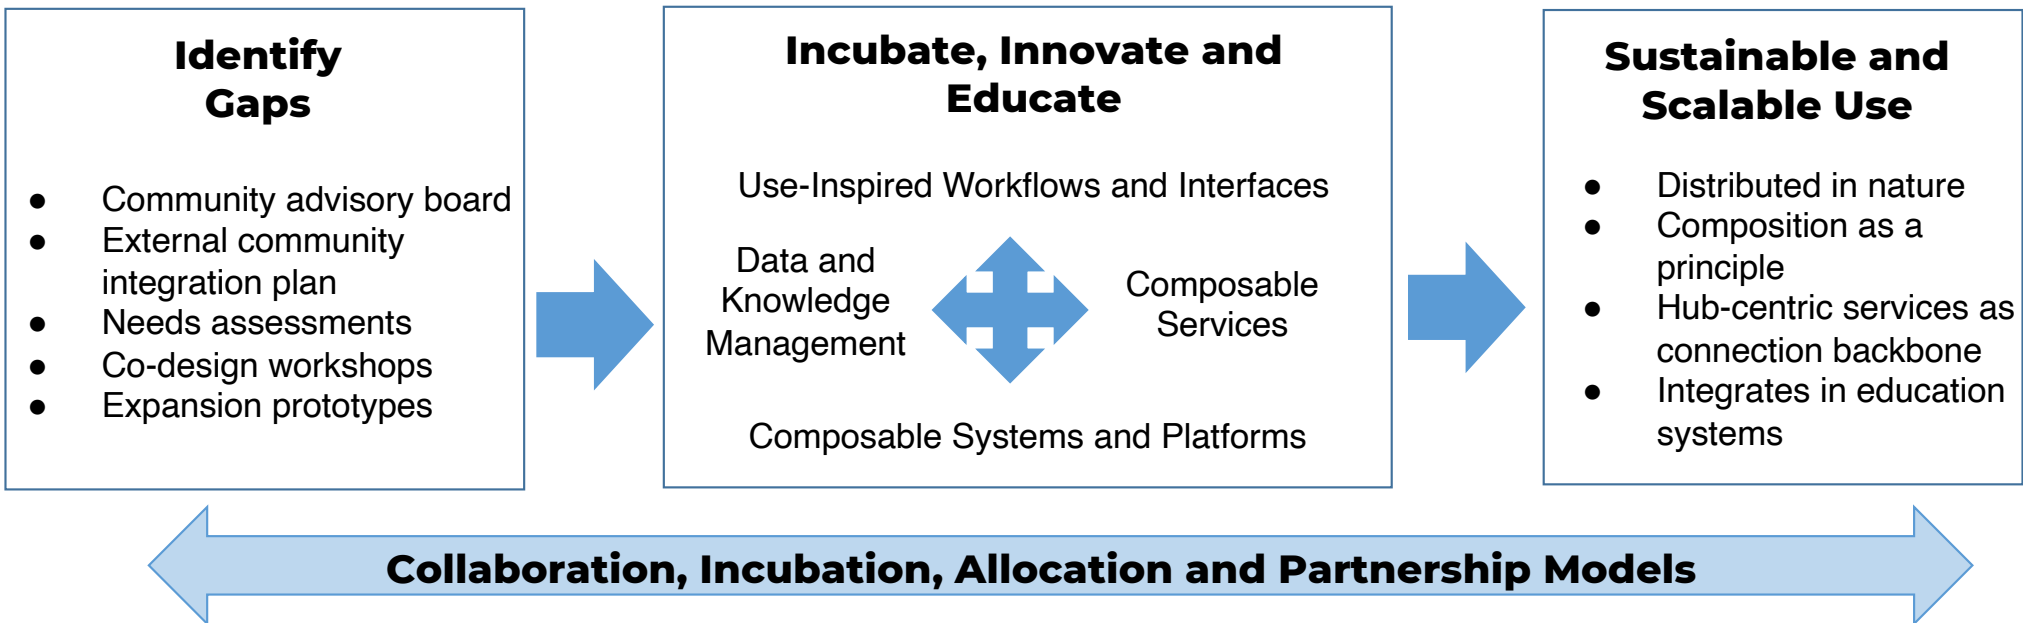 Identify
Gaps
● Community advisory board
● External community
integration plan
● Needs assessments
● Co-design workshops
● Expansion prototypes
Incubate, Innovate and
Educate
Use-Inspired Workflows and Interfaces
Data and
Knowledge
Management
Composable
Services
Composable Systems and Platforms
Sustainable and
Scalable Use
● Distributed in nature
● Composition as a
principle
● Hub-centric services as
connection backbone
● Integrates in education
systems
Collaboration, Incubation, Allocation and Partnership Models